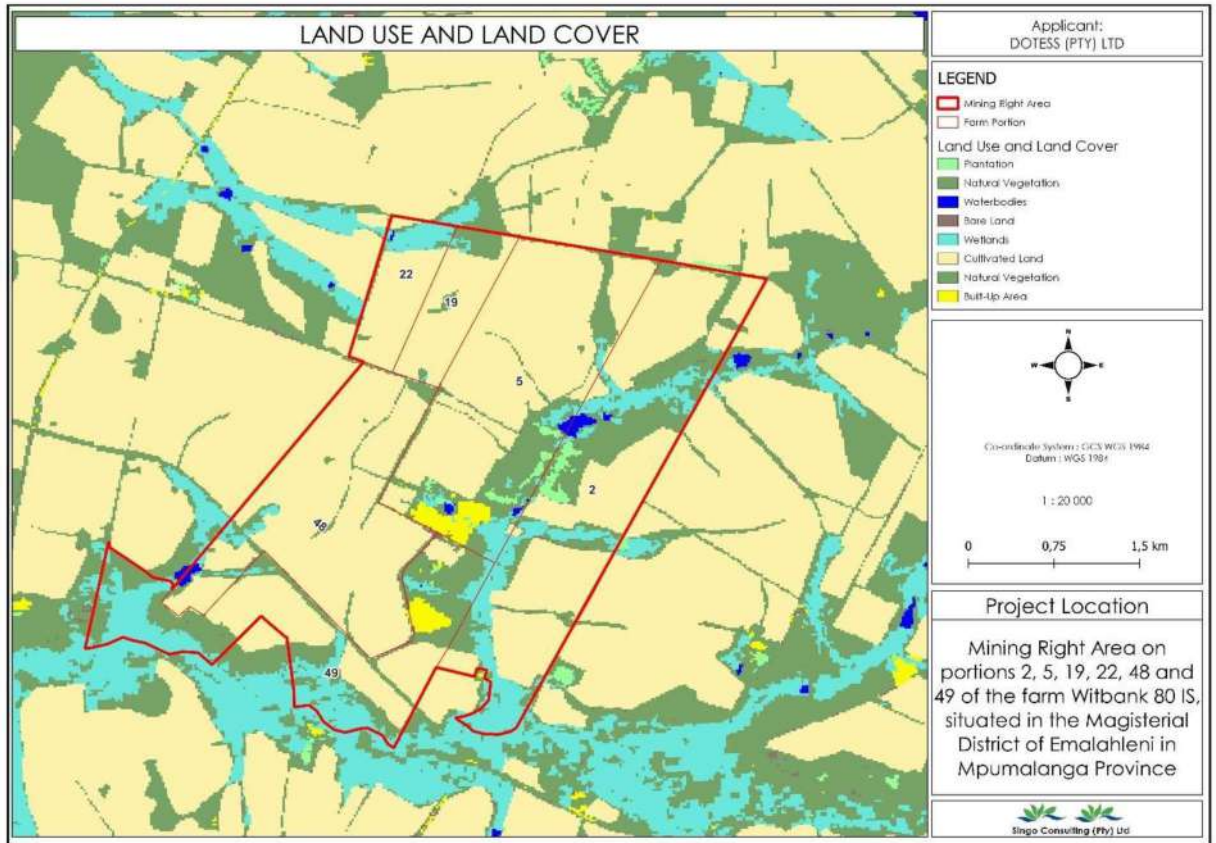 LAND USE AND LAND COVER
22
19
5
2
48
49
Applicant:
DOTESS (PTY) LTD
LEGEND
Mining Right Area
Farm Portion
Land Use and Land Cover
Plantation
Natural Vegetation
Waterbodies
Bare Land
Wetlands
Cultivated Land
Natural Vegetation
Built-Up Area
N
W
E
S
Co-ordinate System : GCS WGS 1984
Datum : WGS 1984
1 : 20 000
0 0,75 1,5 km
Project Location
Mining Right Area on
portions 2, 5, 19, 22, 48 and
49 of the farm Witbank 80 IS,
situated in the Magisterial
District of Emalahleni in
Mpumalanga Province
Singo Consulting (Pty) Ltd